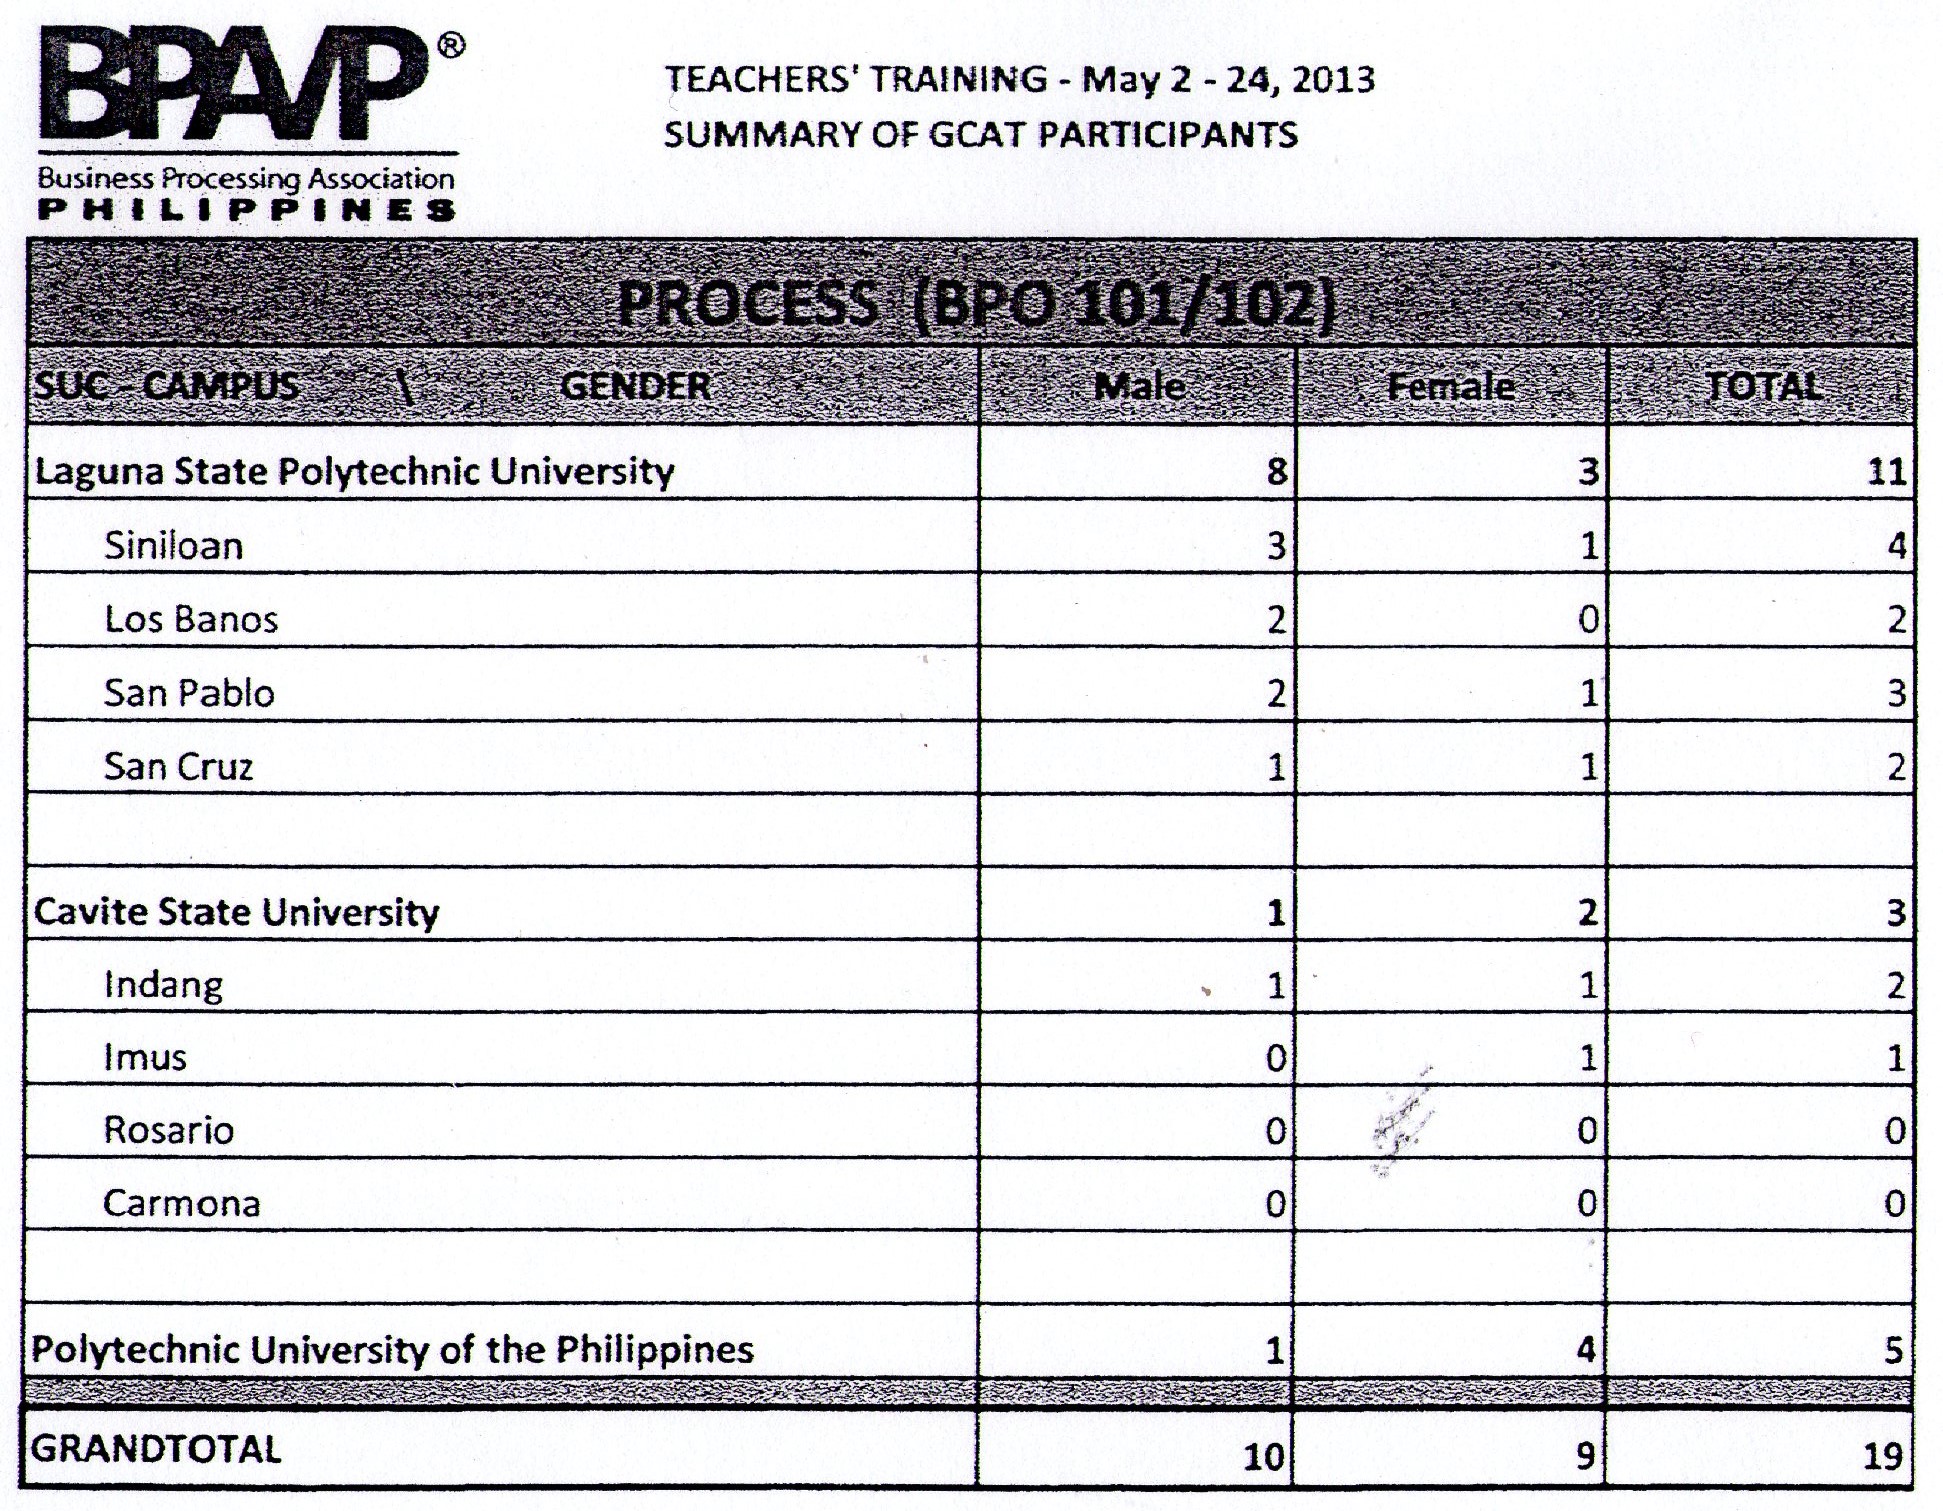 BPA/P®
Business Processing Association
PHILIPPINES
TEACHERS' TRAINING - May 2 - 24, 2013
SUMMARY OF GCAT PARTICIPANTS
PROCESS (BPO 101/102)
SUC - CAMPUS \ GENDER Male Female TOTAL
Laguna State Polytechnic University 8 3 11
Siniloan 3 1 4
Los Banos 2 0 2
San Pablo 2 1 3
San Cruz 1 1 2
Cavite State University 1 2 3
Indang 1 1 2
Imus 0 1 1
Rosario 0 0 0
Carmona 0 0 0
Polytechnic University of the Philippines 1 4 5
GRANDTOTAL 10 9 19